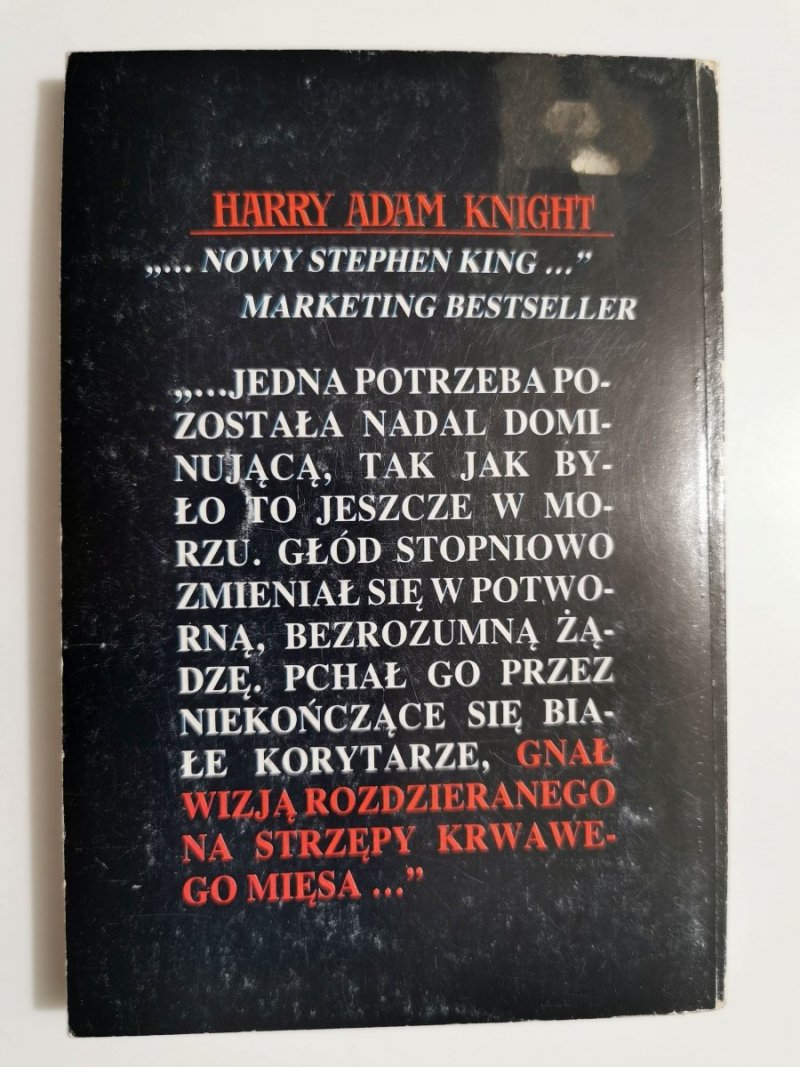 HARRY ADAM KNIGHT
„... NOWY STEPHEN KING ...”
MARKETING BESTSELLER
„...JEDNA POTRZEBA PO-
ZOSTAŁA NADAL DOMI-
NUJĄCĄ, TAK JAK BY-
ŁO TO JESZCZE W MO-
RZU. GŁÓD STOPNIOWO
ZMIENIAŁ SIĘ W POTWO-
RNĄ, BEZROZUMNĄ ŻĄ-
DZĘ. PCHAŁ GO PRZEZ
NIEKOŃCZĄCE SIĘ BIA-
ŁE KORYTARZE, GNAŁ
WIZJĄ ROZDZIERANEGO
NA STRZĘPY KRWAWE-
GO MIĘSA ...”